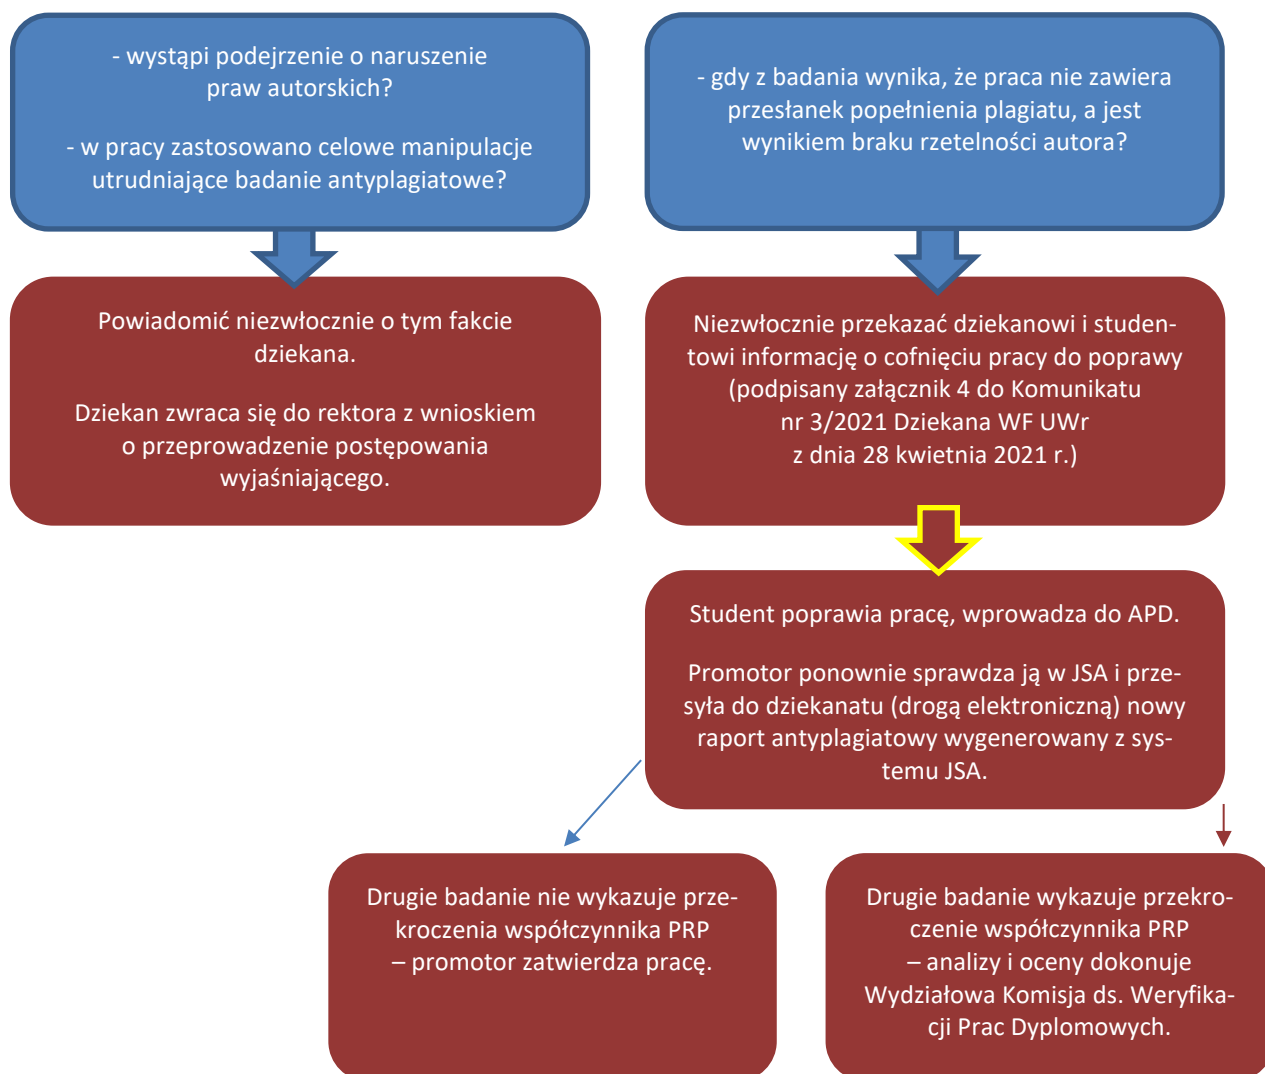 - wystąpi podejrzenie o naruszenie
praw autorskich?
- w pracy zastosowano celowe manipulacje
utrudniające badanie antyplagiatowe?
- gdy z badania wynika, że praca nie zawiera
przesłanek popełnienia plagiatu, a jest
wynikiem braku rzetelności autora?
Powiadomić niezwłocznie o tym fakcie
dziekana.
Dziekan zwraca się do rektora z wnioskiem
o przeprowadzenie postępowania
wyjaśniającego.
Niezwłocznie przekazać dziekanowi i studen-
towi informację o cofnięciu pracy do poprawy
(podpisany załącznik 4 do Komunikatu
nr 3/2021 Dziekana WF UWr
z dnia 28 kwietnia 2021 r.)
Student poprawia pracę, wprowadza do APD.
Promotor ponownie sprawdza ją w JSA i prze-
syła do dziekanatu (drogą elektroniczną) nowy
raport antyplagiatowy wygenerowany z sys-
temu JSA.
Drugie badanie nie wykazuje prze-
kroczenia współczynnika PRP
– promotor zatwierdza pracę.
Drugie badanie wykazuje przekro-
czenie współczynnika PRP
– analizy i oceny dokonuje
Wydziałowa Komisja ds. Weryfika-
cji Prac Dyplomowych.